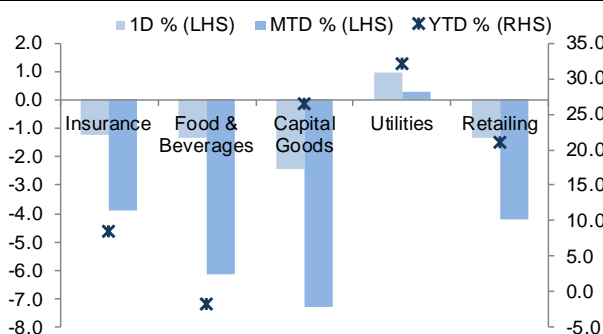 1D % (LHS) MTD % (LHS) YTD % (RHS)
2.0
1.0
0.0
-1.0
-2.0
-3.0
-4.0
-5.0
-6.0
-7.0
-8.0
Insurance
Food &
Beverages
Capital
Goods
Utilities
Retailing
35.0
30.0
25.0
20.0
15.0
10.0
5.0
0.0
-5.0